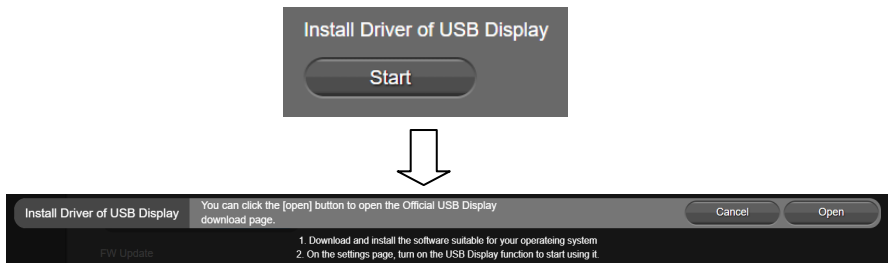 Install Driver of USB Display
Start
Install Driver of USB Display
You can click the [open] button to open the Official USB Display
download page.
Cancel
Open
1. Download and install the software suitable for your operateing system
FW Update
2. On the settings page, turn on the USB Display function to start using it.